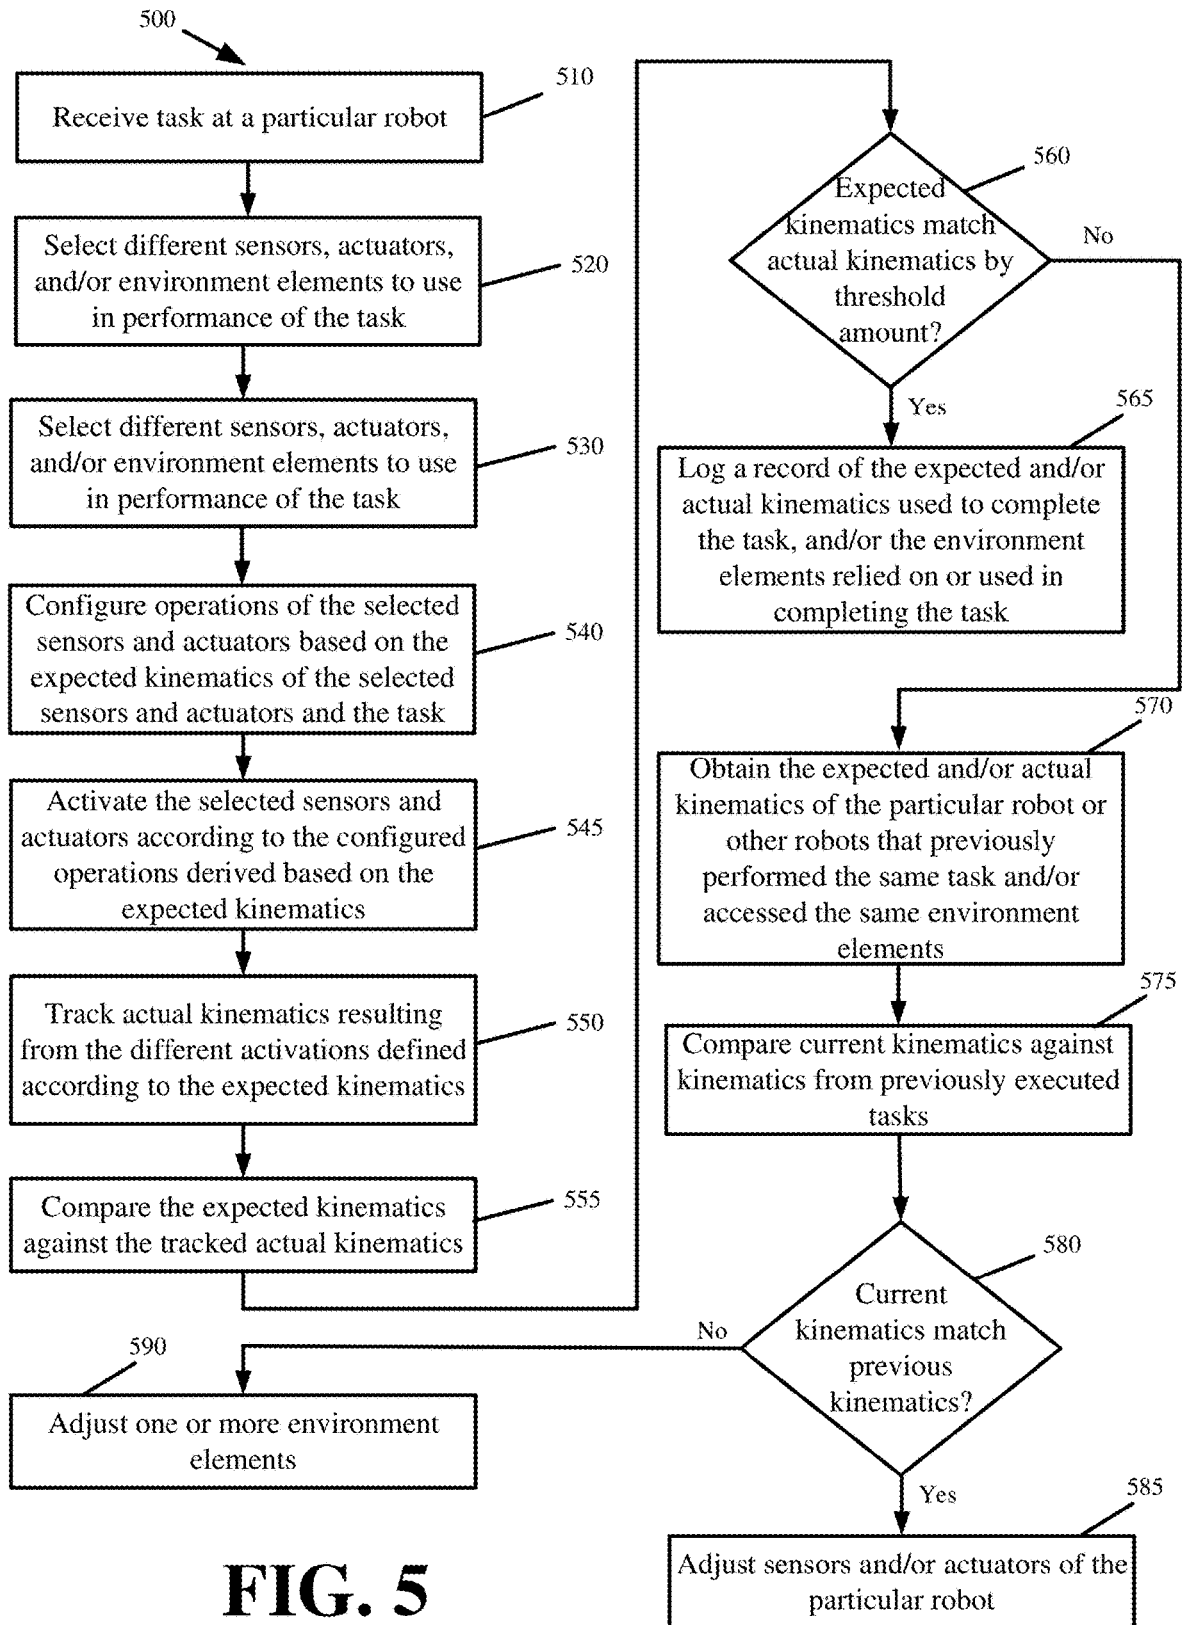 500
Receive task at a particular robot
510
Select different sensors, actuators,
and/or environment elements to use
in performance of the task
520
Select different sensors, actuators,
and/or environment elements to use
in performance of the task
530
Configure operations of the selected
sensors and actuators based on the
expected kinematics of the selected
sensors and actuators and the task
540
Activate the selected sensors and
actuators according to the configured
operations derived based on the
expected kinematics
545
Track actual kinematics resulting
from the different activations defined
according to the expected kinematics
550
Compare the expected kinematics
against the tracked actual kinematics
555
560
Expected
kinematics match
actual kinematics by
threshold
amount?
No
Yes
565
Log a record of the expected and/or
actual kinematics used to complete
the task, and/or the environment
elements relied on or used in
completing the task
570
Obtain the expected and/or actual
kinematics of the particular robot or
other robots that previously
performed the same task and/or
accessed the same environment
elements
575
Compare current kinematics against
kinematics from previously executed
tasks
580
Current
kinematics match
previous
kinematics?
No
590
Adjust one or more environment
elements
Yes
585
Adjust sensors and/or actuators of the
particular robot
FIG. 5